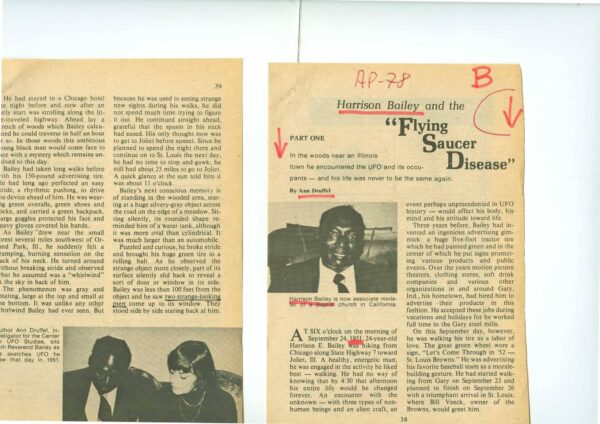 39
He had stayed in a Chicago hotel
night before and now after an
start was strolling along the lit-
e-traveled highway. Ahead lay a
tretch of woods which Bailey calcu-
ted he could traverse in half an hour
r so. In those woods this ambitious
oung black man would come face to
ce with a mystery which remains un-
lved to this day.
Bailey had taken long walks before
with his 150-pound advertising tire.
He had long ago perfected an easy
ride, a rhythmic pushing, to drive
he device ahead of him. He was wear-
ng green overalls, green shoes and
ocks, and carried a green backpack.
arge goggles protected his face and
eavy gloves covered his hands.
As Bailey drew near the small
orest several miles southwest of Or-
and Park, Ill., he suddenly felt a
ramping, burning sensation on the
ack of his neck. He turned around
without breaking stride and observed
what he assumed was a "whirlwind"
the sky in back of him.
The phenomenon was gray and
otating, large at the top and small at
he bottom. It was unlike any other
hirlwind Bailey had ever seen. But
because he was used to seeing strange
new sights during his walks, he did
not spend much time trying to figure
it out. He continued straight ahead,
grateful that the spasm in his neck
had eased. His only thought now was
to get to Joliet before sunset. Since he
planned to spend the night there and
continue on to St. Louis the next day,
he had no time to stop and gawk; he
still had about 25 miles to go to Joliet.
A quick glance at the sun told him it
was about 11 o'clock.
Bailey's next conscious memory is
of standing in the wooded area, star-
ing at a huge silvery-gray object across
the road on the edge of a meadow. Sit-
ting silently, its rounded shape re-
minded him of a water tank, although
it was more oval than cylindrical. It
was much larger than an automobile.
Puzzled and curious, he broke stride
and brought his huge green tire to a
rolling halt. As he observed the
strange object more closely, part of its
surface silently slid back to reveal a
sort of door or window in its side.
Bailey was less than 100 feet from the
object and he saw two strange-looking
men come up to its window. They
stood side by side staring back at him.
uthor Ann Druffel, in-
estigator for the Center
r UFO Studies, sits
ith Reverend Bailey as
e sketches UFO he
w that day in 1951.
AP-78
B
Harrison Bailey and the
"Flying
Saucer
Disease"
PART ONE
In the woods near an Illinois
town he encountered the UFO and its occu-
pants — and his life was never to be the same again.
By Ann Druffel
Harrison Bailey is now associate minis-
ter of a Baptist church in California.
AT SIX o'clock on the morning of
September 24, 1951, 24-year-old
Harrison E. Bailey was hiking from
Chicago along State Highway 7 toward
Joliet, Ill. A healthy, energetic man,
he was engaged in the activity he liked
best — walking. He had no way of
knowing that by 4:30 that afternoon
his entire life would be changed
forever. An encounter with the
unknown — with three types of non-
human beings and an alien craft, an
event perhaps unprecedented in UFO
history — would affect his body, his
mind and his attitude toward life.
Three years before, Bailey had in-
vented an ingenious advertising gim-
mick: a huge five-foot tractor tire
which he had painted green and in the
center of which he put signs promo-
ting various products and public
events. Over the years motion picture
theaters, clothing stores, soft drink
companies and various other
organizations in and around Gary,
Ind., his hometown, had hired him to
advertise their products in this
fashion. He accepted these jobs during
vacations and holidays for he worked
full time in the Gary steel mills.
On this September day, however,
he was walking his tire as a labor of
love. The great green wheel wore a
sign, "Let's Come Through in '52 —
St. Louis Browns." He was advertising
his favorite baseball team as a morale-
building gesture. He had started walk-
ing from Gary on September 23 and
planned to finish on September 26
with a triumphant arrival in St. Louis,
where Bill Veeck, owner of the
Browns, would greet him.
38